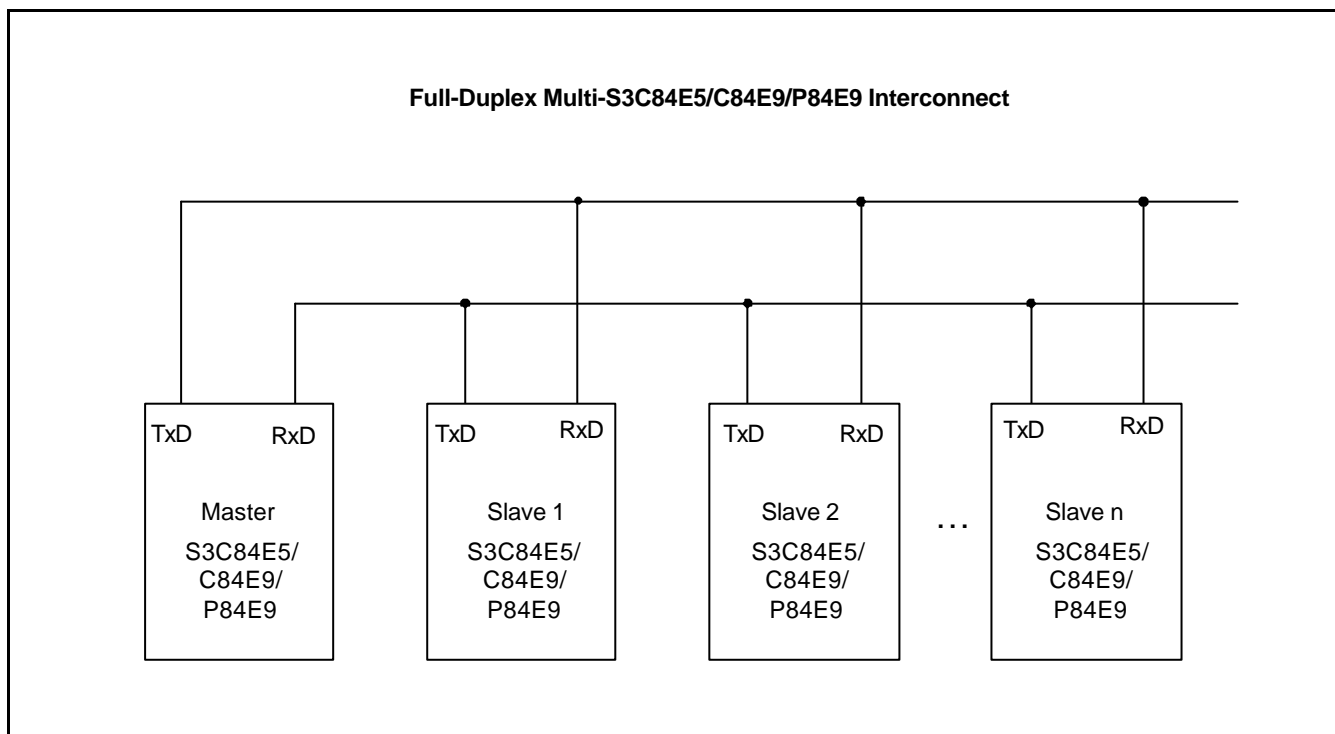 Full-Duplex Multi-S3C84E5/C84E9/P84E9 Interconnect
TxD RxD
Master
S3C84E5/
C84E9/
P84E9
TxD RxD
Slave 1
S3C84E5/
C84E9/
P84E9
TxD RxD
Slave 2
S3C84E5/
C84E9/
P84E9
...
TxD RxD
Slave n
S3C84E5/
C84E9/
P84E9